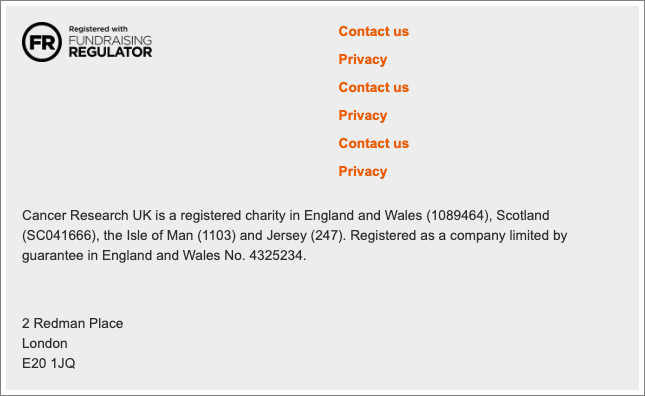 FR
Registered with
FUNDRAISING
REGULATOR
Contact us
Privacy
Contact us
Privacy
Contact us
Privacy
Cancer Research UK is a registered charity in England and Wales (1089464), Scotland
(SC041666), the Isle of Man (1103) and Jersey (247). Registered as a company limited by
guarantee in England and Wales No. 4325234.
2 Redman Place
London
E20 1JQ